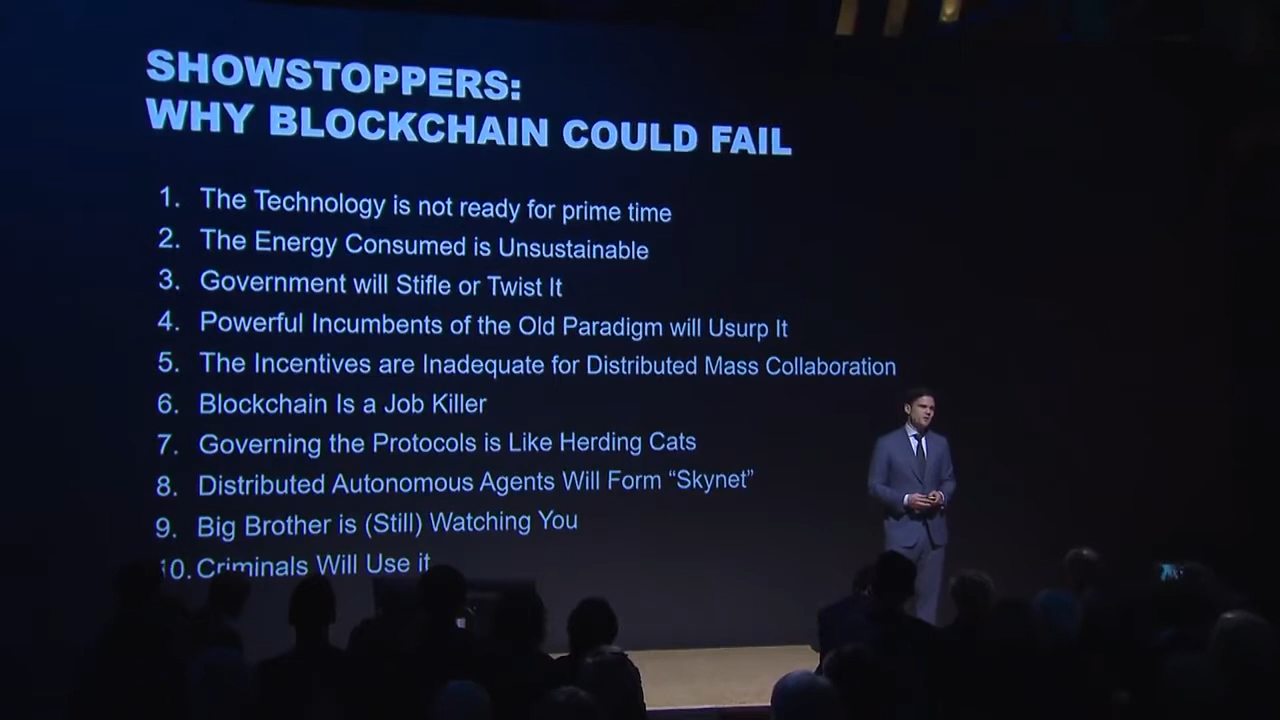 SHOWSTOPPERS:
WHY BLOCKCHAIN COULD FAIL
1. The Technology is not ready for prime time
2. The Energy Consumed is Unsustainable
3. Government will Stifle or Twist It
4. Powerful Incumbents of the Old Paradigm will Usurp It
5. The Incentives are Inadequate for Distributed Mass Collaboration
6. Blockchain Is a Job Killer
7. Governing the Protocols is Like Herding Cats
8. Distributed Autonomous Agents Will Form “Skynet”
9. Big Brother is (Still) Watching You
10. Criminals Will Use it